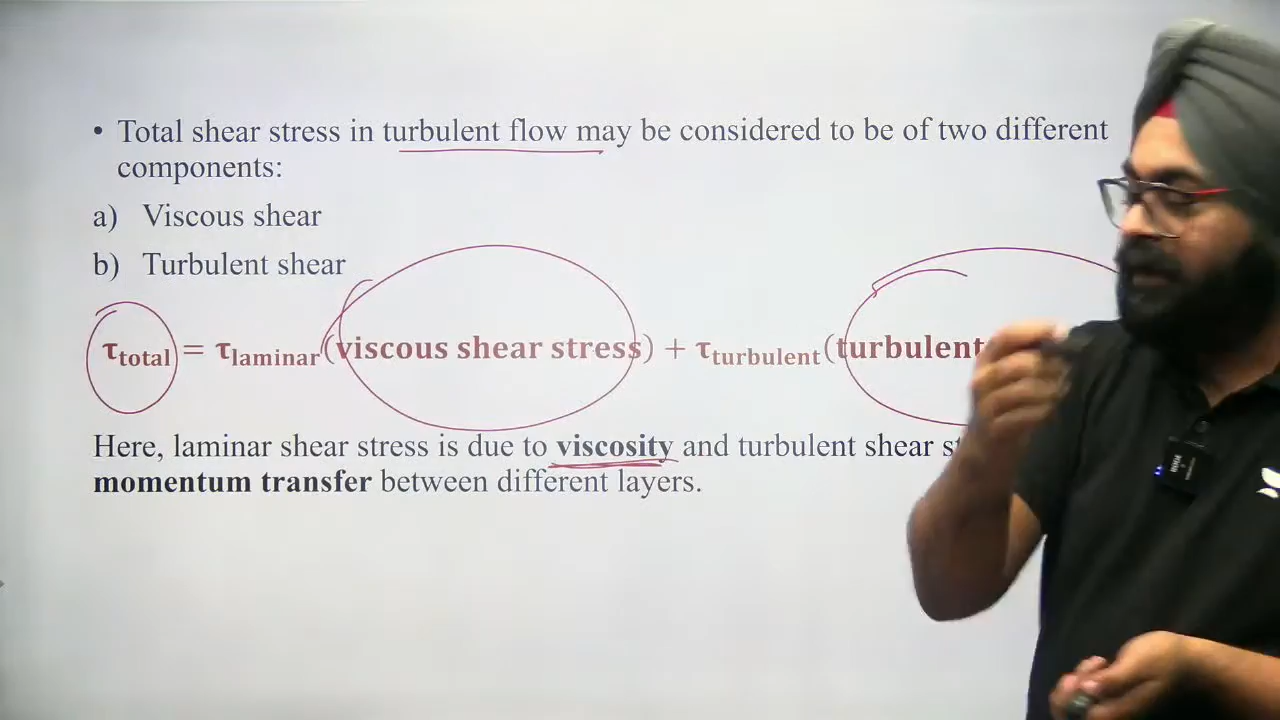 • Total shear stress in turbulent flow may be considered to be of two different
components:
a) Viscous shear
b) Turbulent shear
τtotal = τlaminar(viscous shear stress) + τturbulent(turbulent
Here, laminar shear stress is due to viscosity and turbulent shear
momentum transfer between different layers.